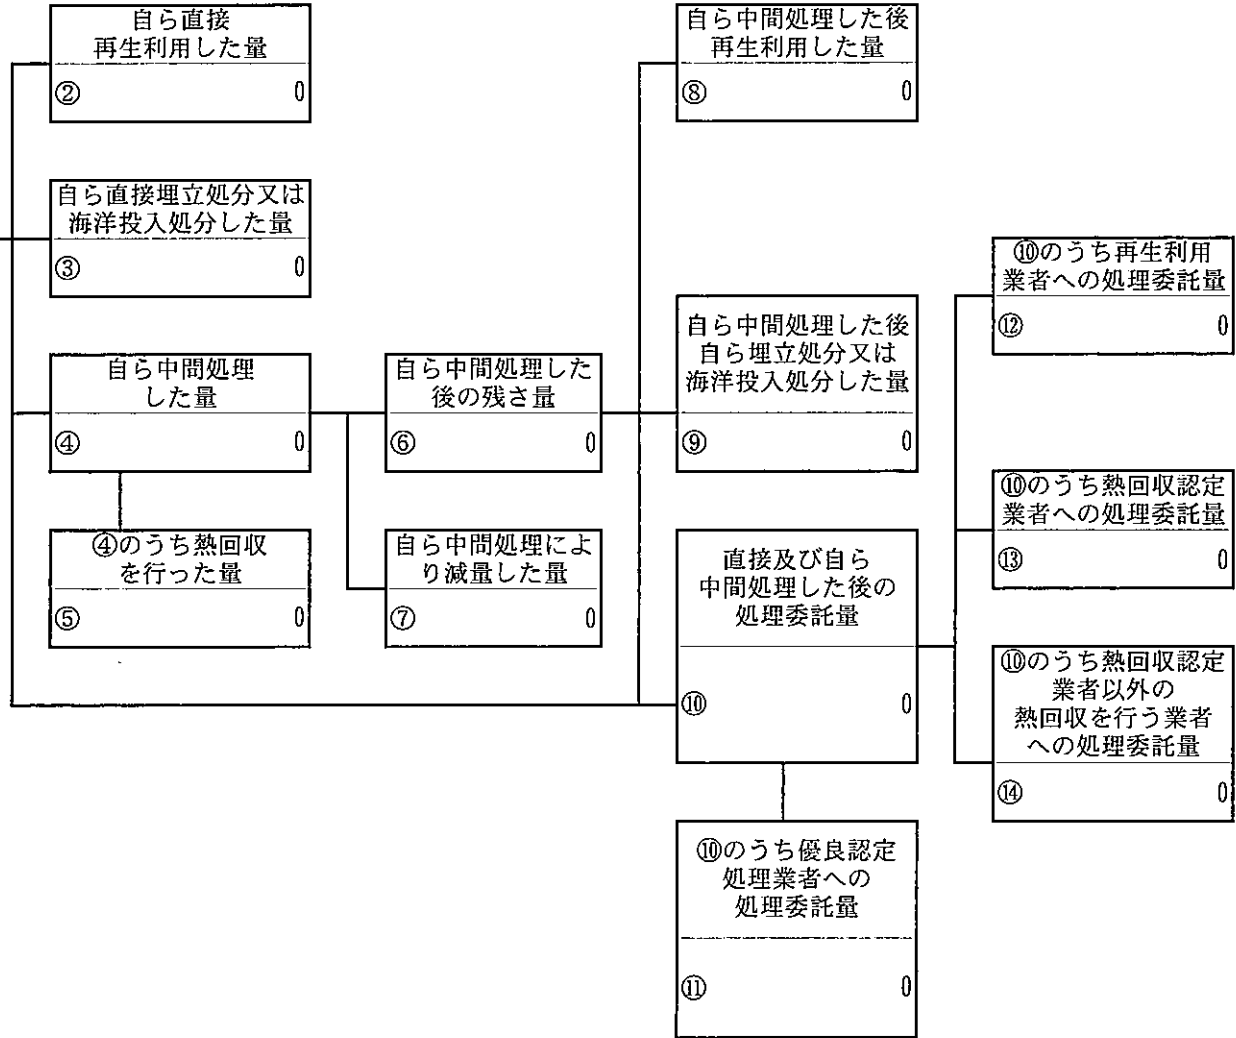 自ら直接
再生利用した量
② 0
自ら直接埋立処分又は
海洋投入処分した量
③ 0
自ら中間処理
した量
④ 0
④のうち熱回収
を行った量
⑤ 0
自ら中間処理した
後の残さ量
⑥ 0
自ら中間処理によ
り減量した量
⑦ 0
自ら中間処理した後
再生利用した量
⑧ 0
自ら中間処理した後
自ら埋立処分又は
海洋投入処分した量
⑨ 0
直接及び自ら
中間処理した後の
処理委託量
⑩ 0
⑩のうち優良認定
処理業者への
処理委託量
⑪ 0
⑩のうち再生利用
業者への処理委託量
⑫ 0
⑩のうち熱回収認定
業者への処理委託量
⑬ 0
⑩のうち熱回収認定
業者以外の
熱回収を行う業者
への処理委託量
⑭ 0